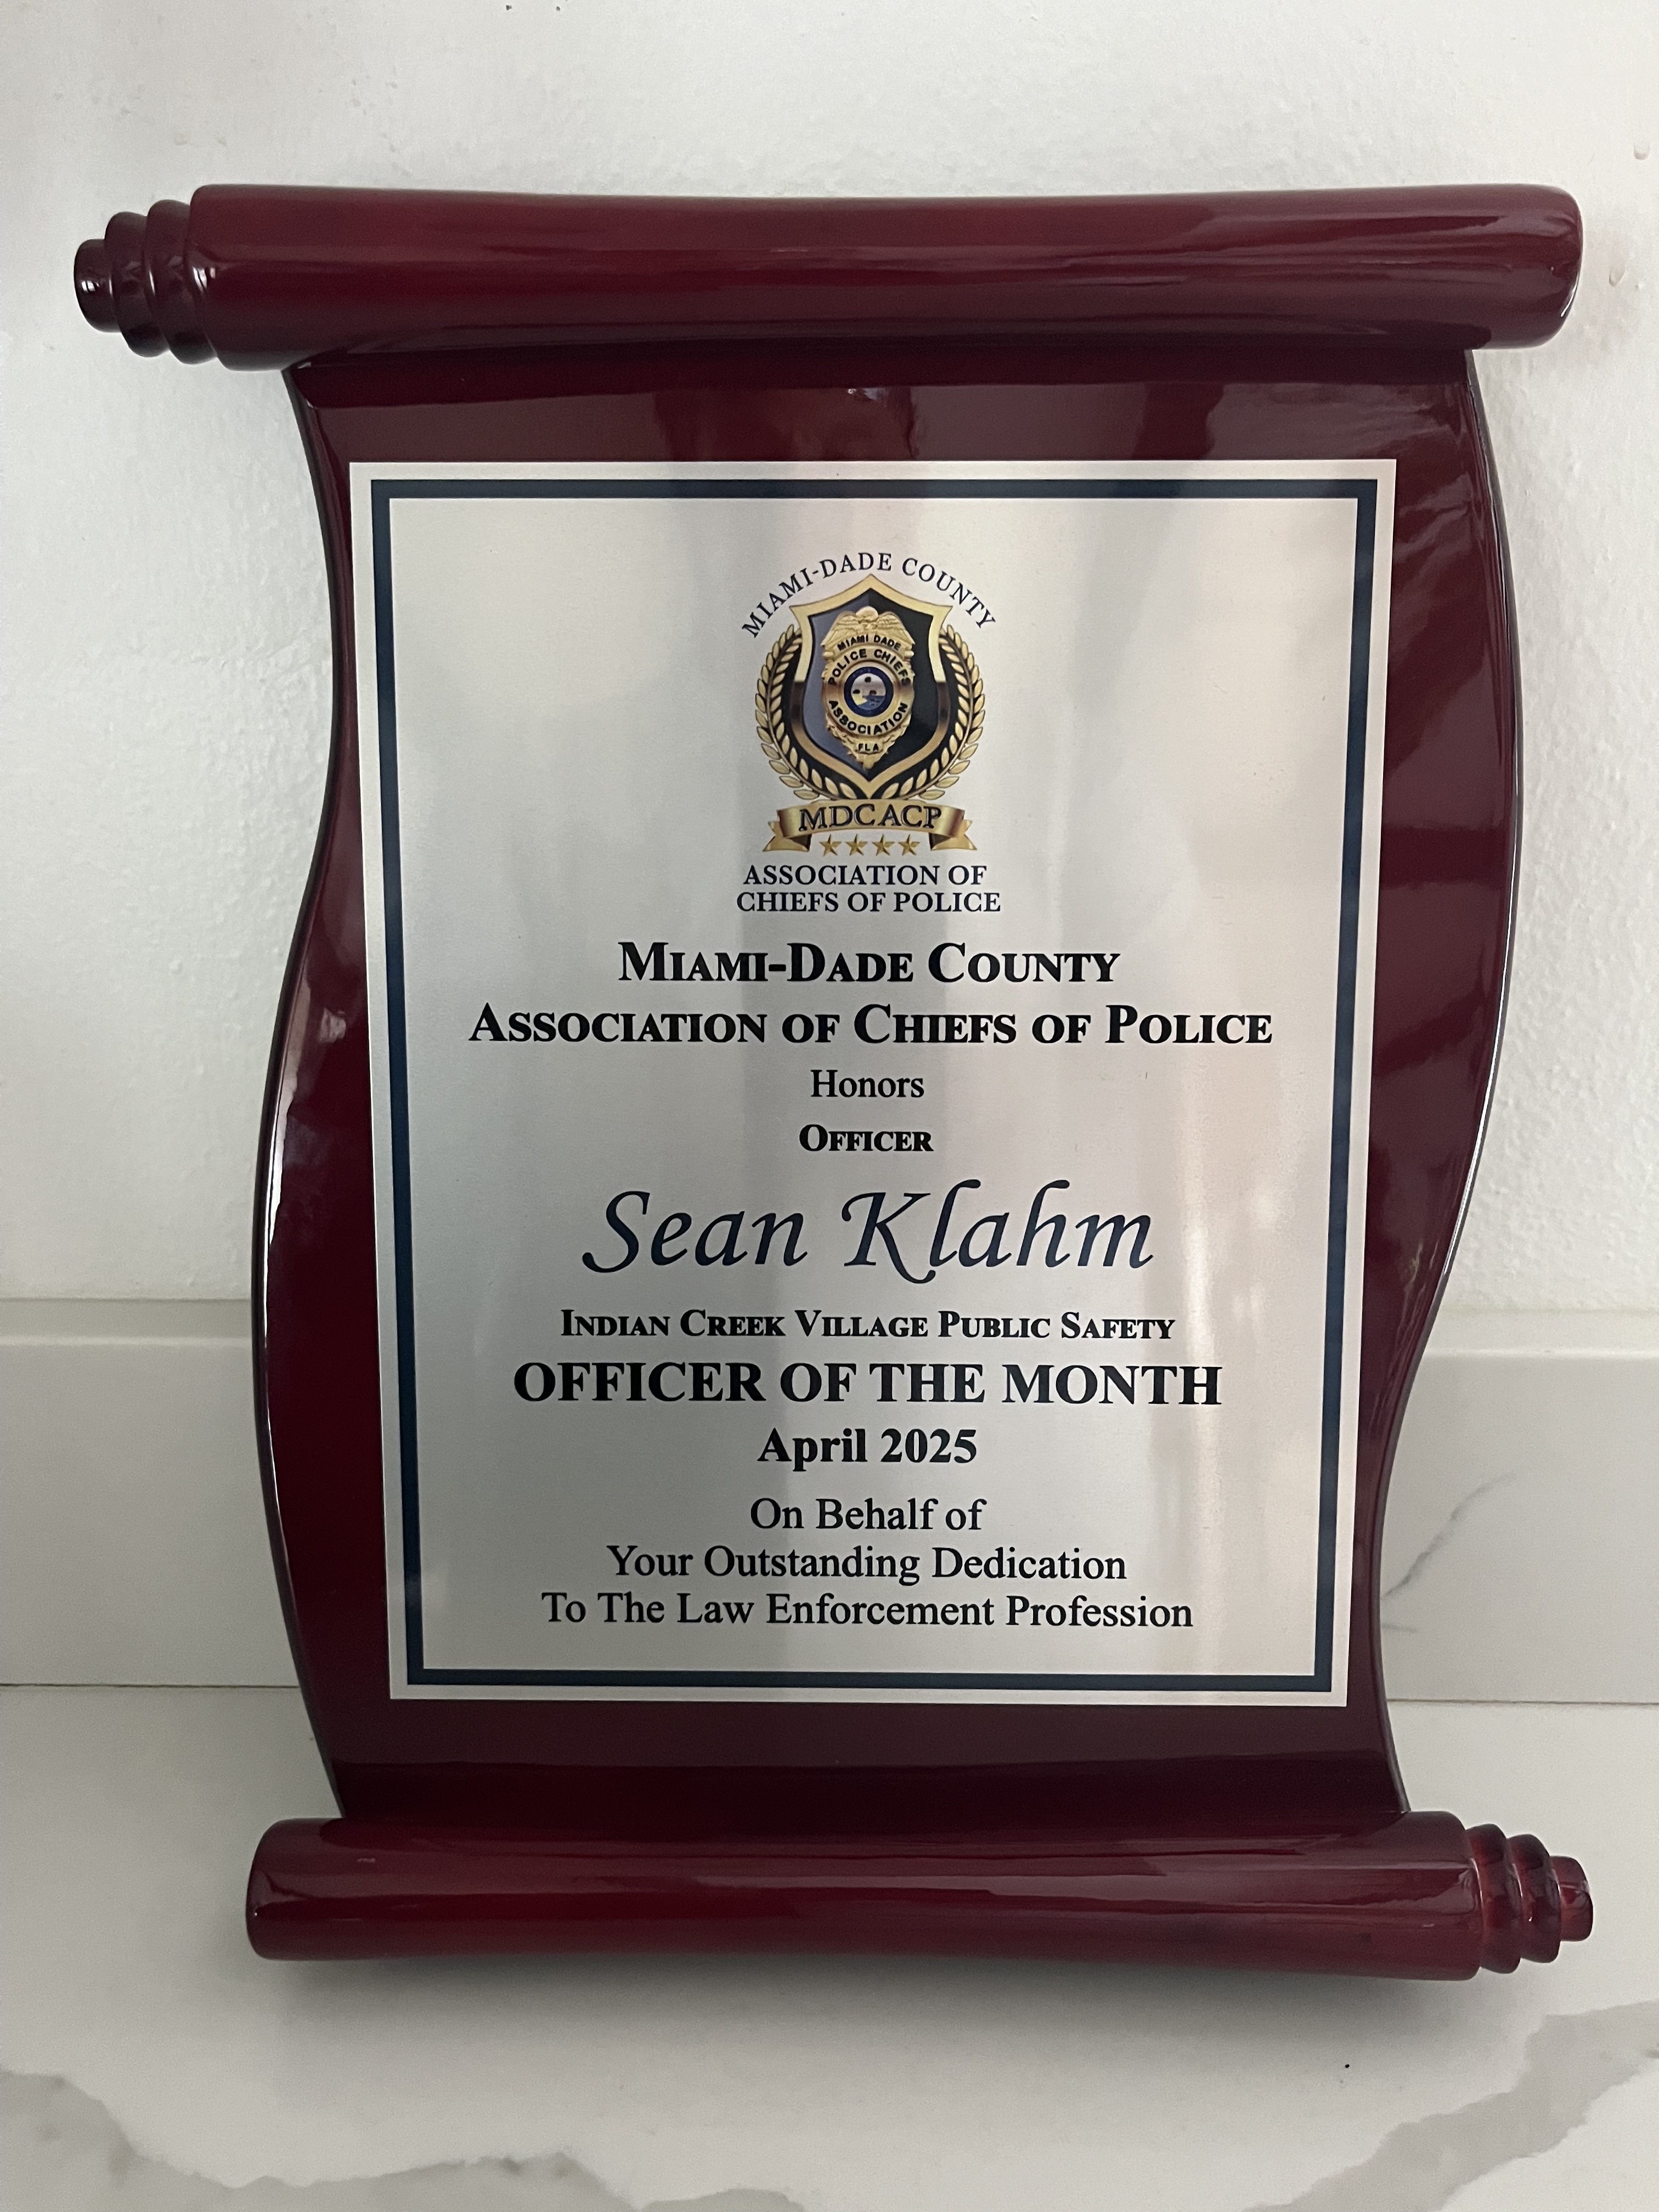 MIAMI-DADE COUNTY
MIAMI DADE
POLICE CHIEFS
ASSOCIATION
FLA
MDCACP
ASSOCIATION OF
CHIEFS OF POLICE
MIAMI-DADE COUNTY
ASSOCIATION OF CHIEFS OF POLICE
Honors
OFFICER
Sean Klahm
INDIAN CREEK VILLAGE PUBLIC SAFETY
OFFICER OF THE MONTH
April 2025
On Behalf of
Your Outstanding Dedication
To The Law Enforcement Profession